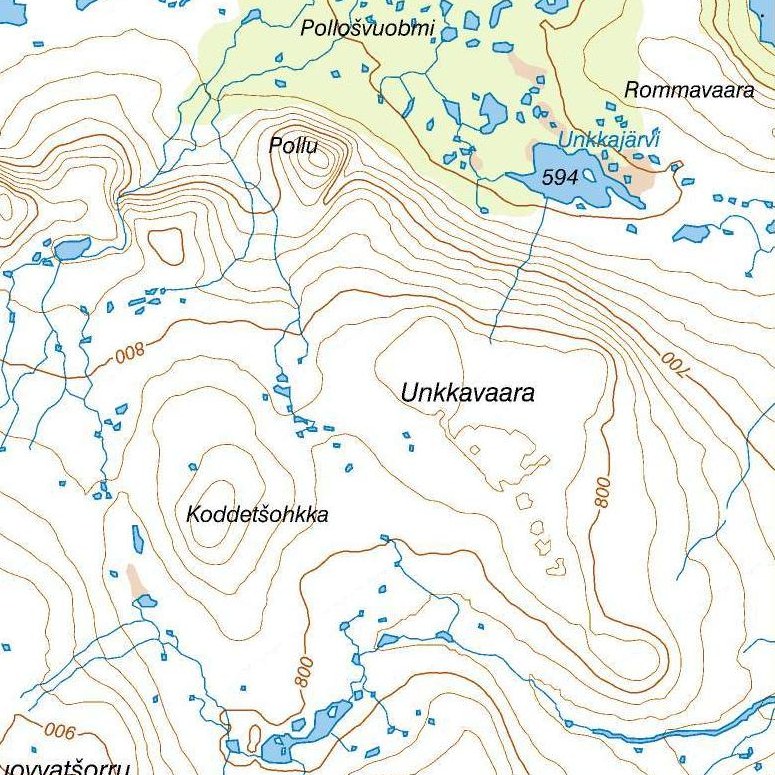 Pollošvuobmi
Rommavaara
Unkkajärvi
Pollu
594
800
700
Unkkavaara
800
Koddetšohkka
800
900